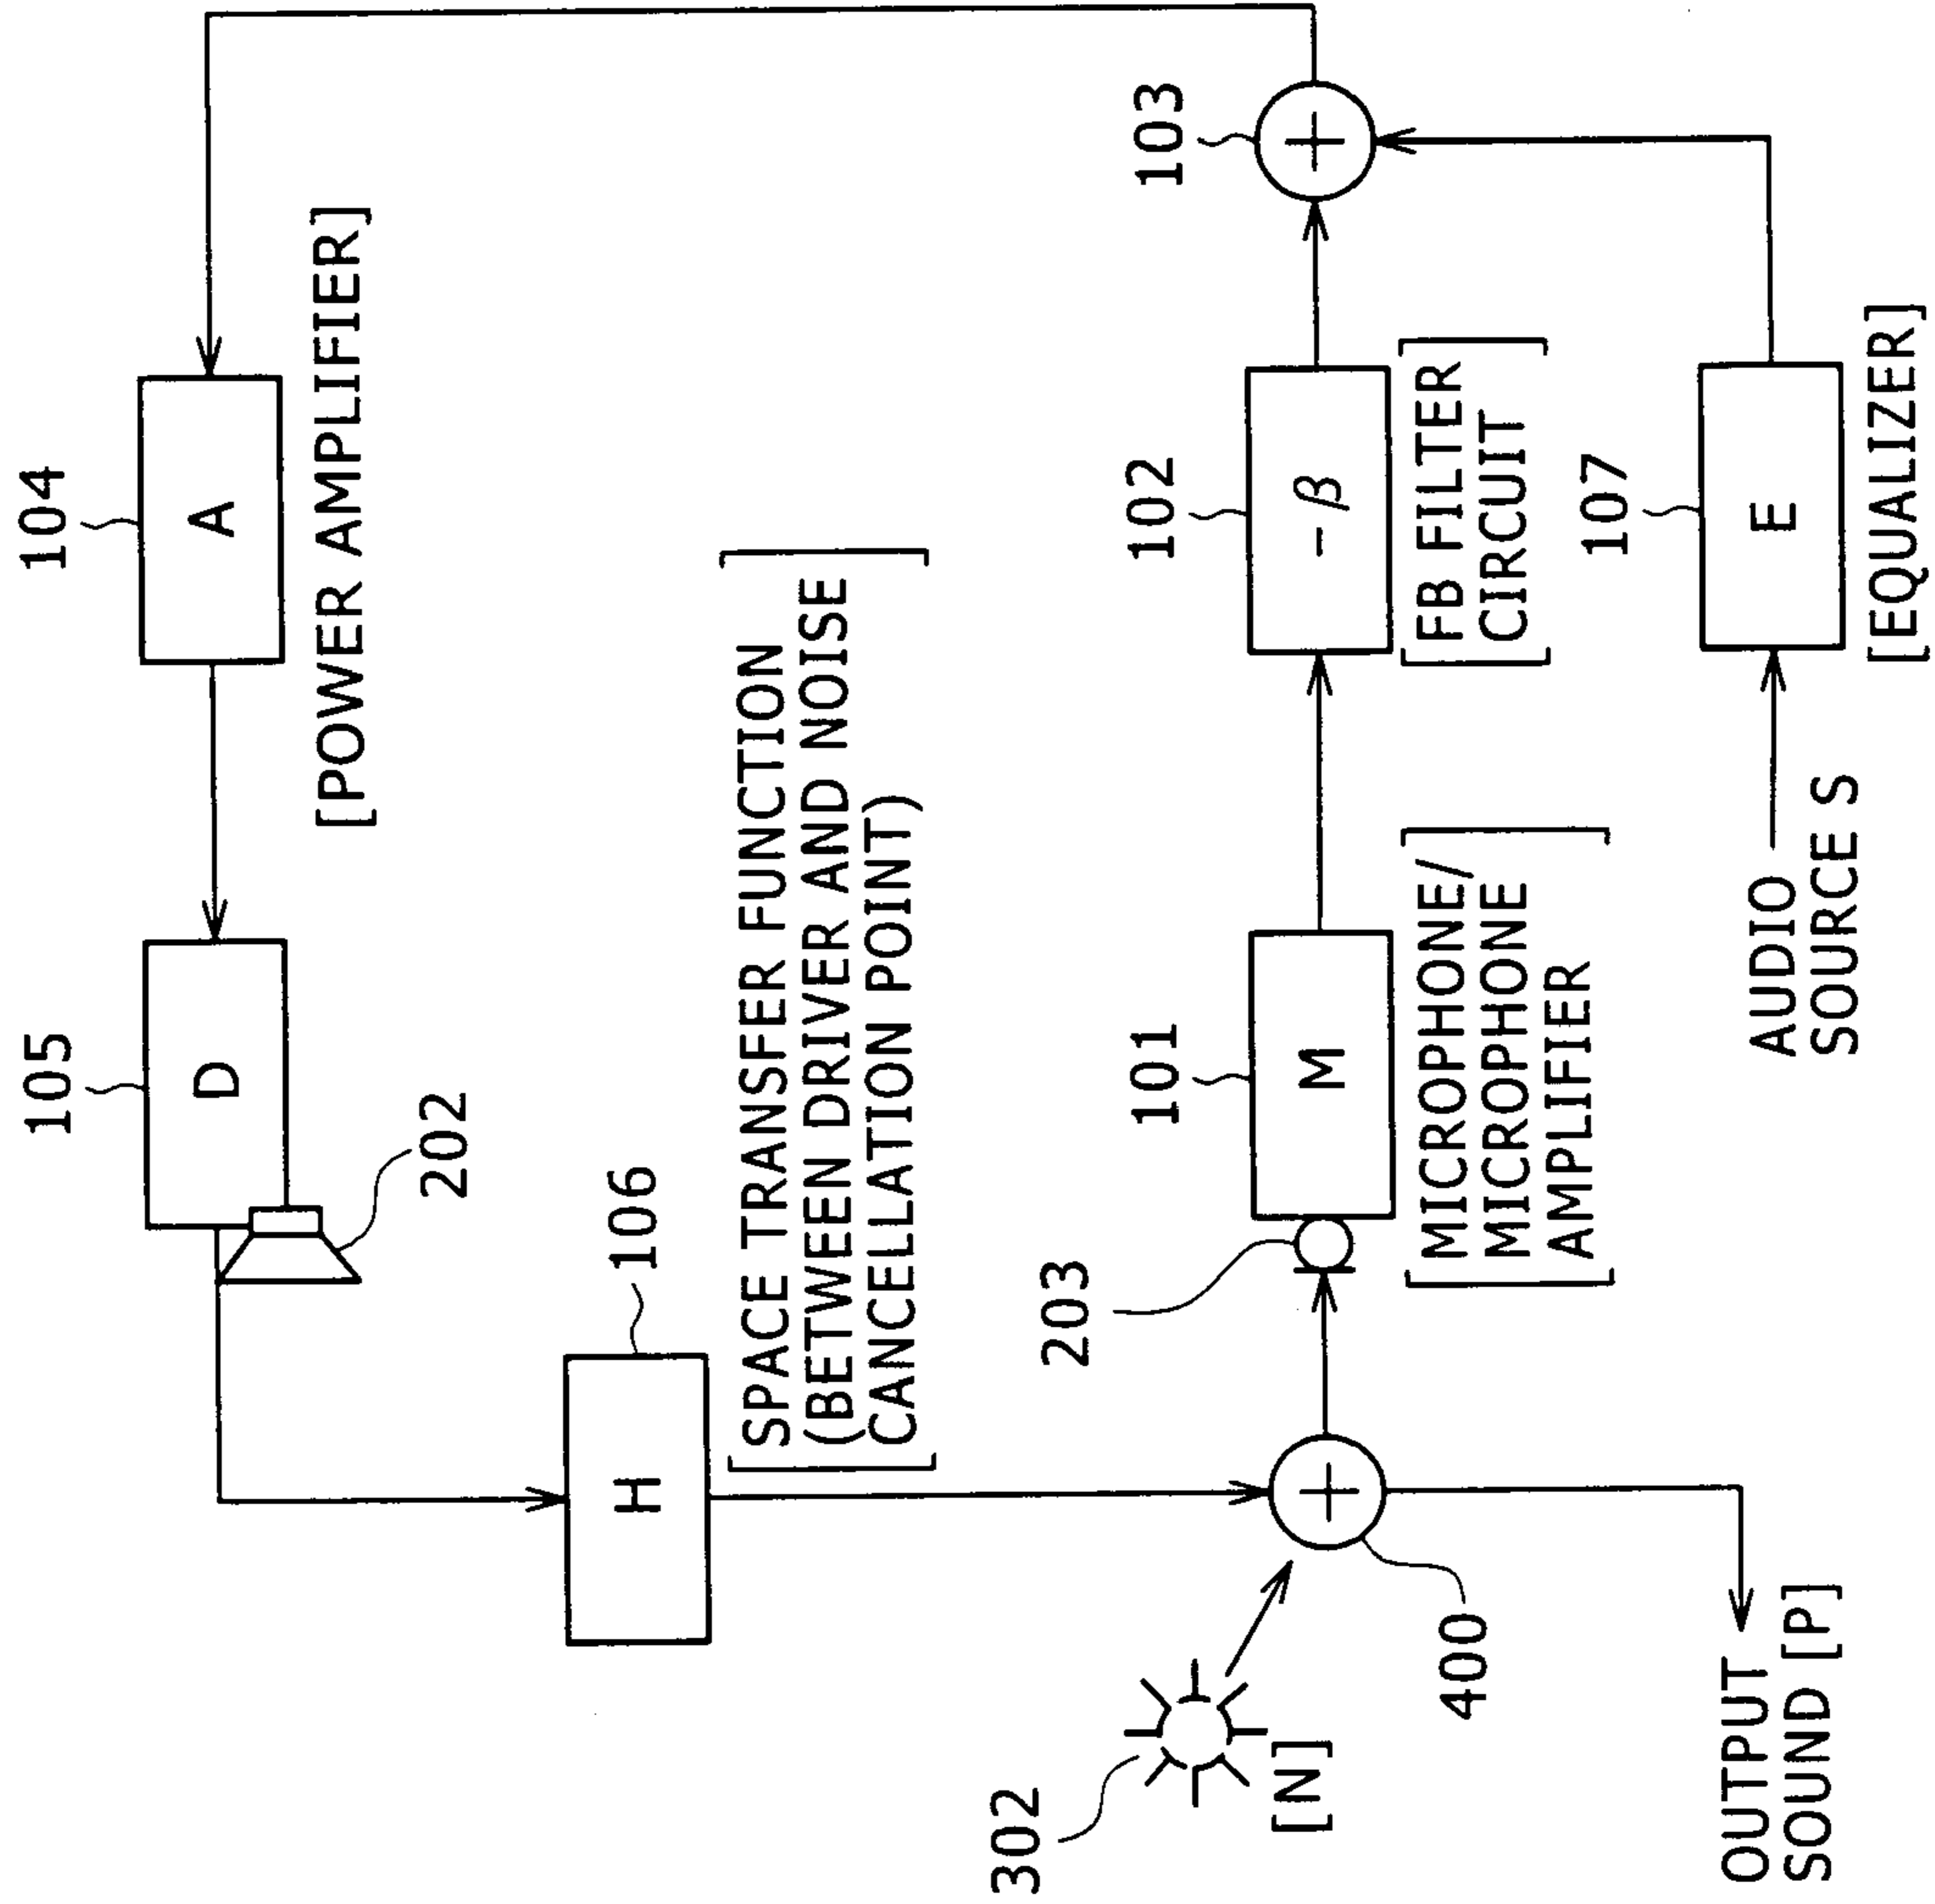 104
A
[POWER AMPLIFIER]
105
D
202
106
H
[SPACE TRANSFER FUNCTION
(BETWEEN DRIVER AND NOISE
CANCELLATION POINT)]
103
+
102
-β
[FB FILTER
CIRCUIT]
203
101
M
[MICROPHONE/
MICROPHONE
AMPLIFIER]
107
E
[EQUALIZER]
AUDIO
SOURCE S
302
[N]
+
400
OUTPUT
SOUND [P]